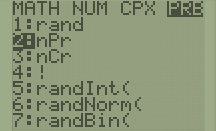 MATH NUM CPX PRB
1:rand
2:nPr
3:nCr
4:!
5:randInt(
6:randNorm(
7:randBin(